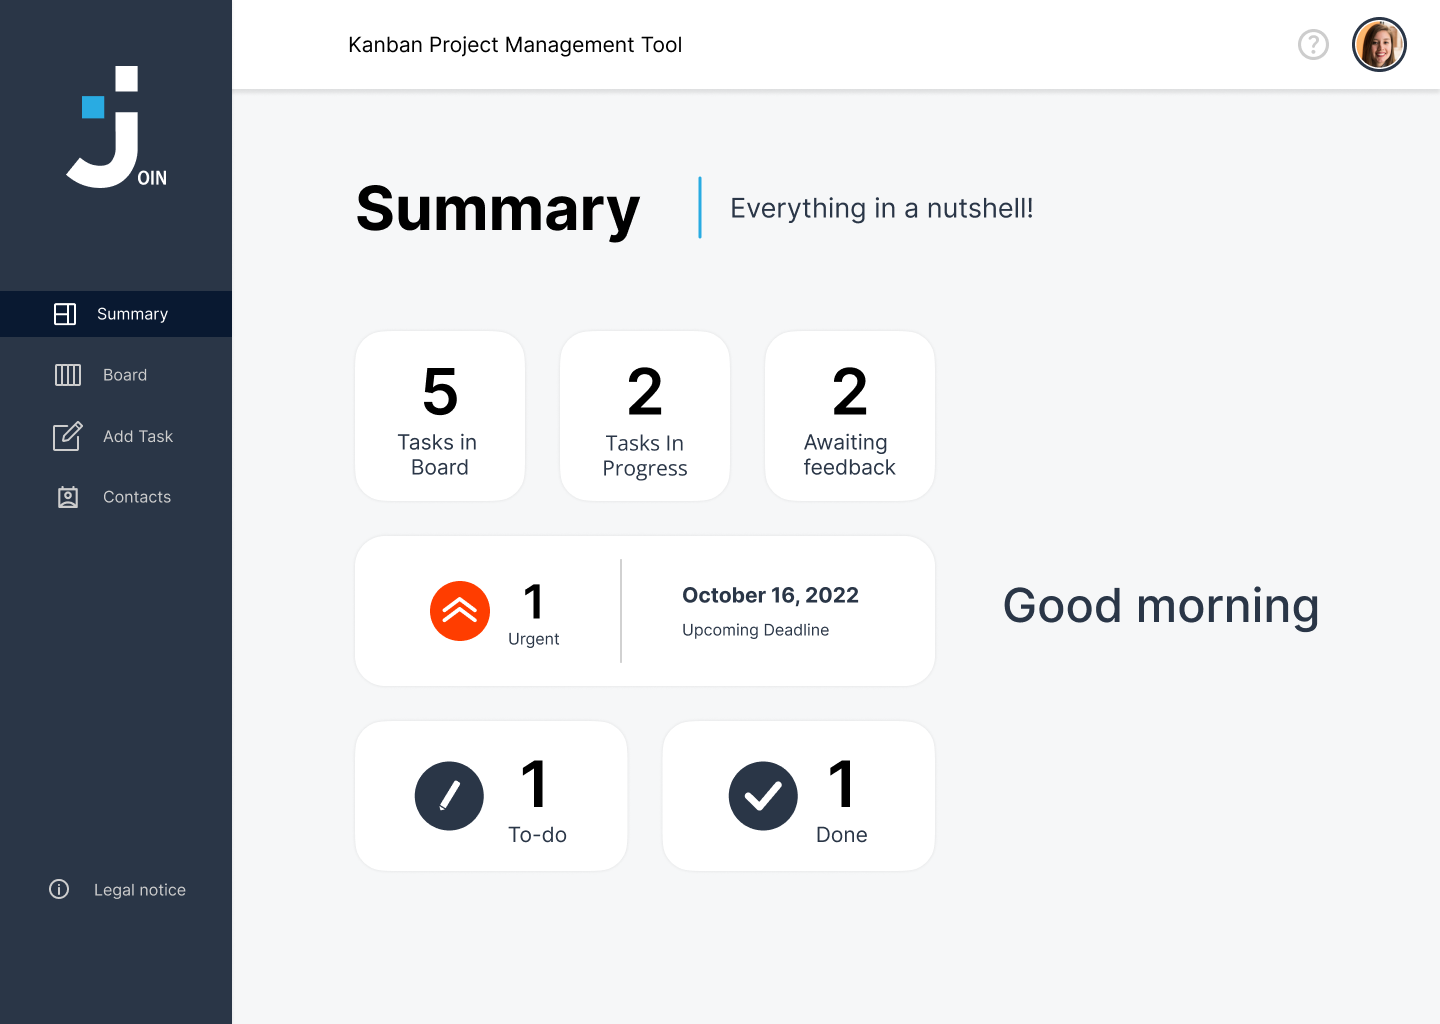 Kanban Project Management Tool
JOIN
Summary
Board
Add Task
Contacts
Legal notice
Summary
Everything in a nutshell!
5
Tasks in
Board
2
Tasks In
Progress
2
Awaiting
feedback
1
Urgent
October 16, 2022
Upcoming Deadline
Good morning
1
To-do
1
Done